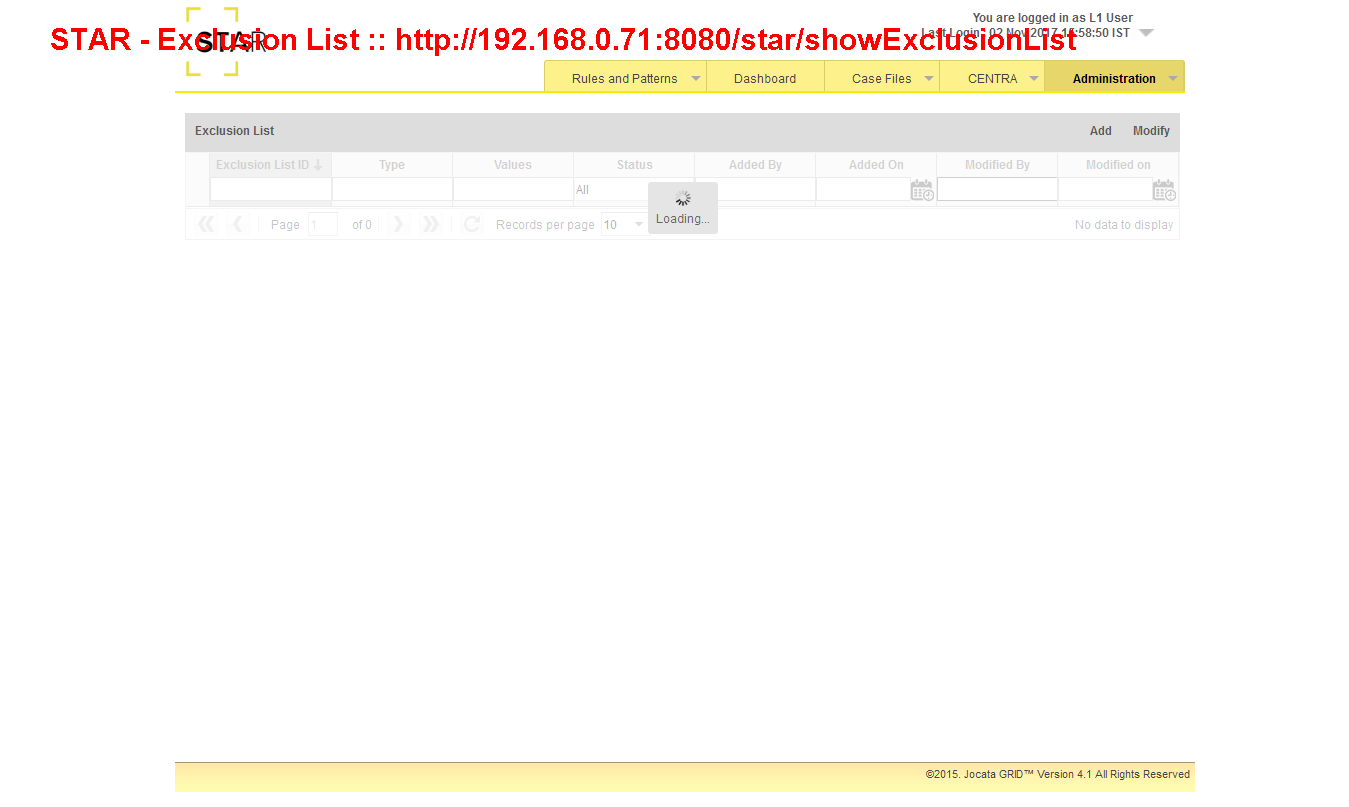 You are logged in as L1 User
STAR
STAR - Exclusion List :: http://192.168.0.71:8080/star/showExclusionList
Last Login : 02 Nov 2017 15:58:50 IST
Rules and Patterns Dashboard Case Files CENTRA Administration
Exclusion List Add Modify
Exclusion List ID Type Values Status Added By Added On Modified By Modified on
All
Loading...
Page 1 of 0 Records per page 10 No data to display
©2015. Jocata GRID™ Version 4.1 All Rights Reserved